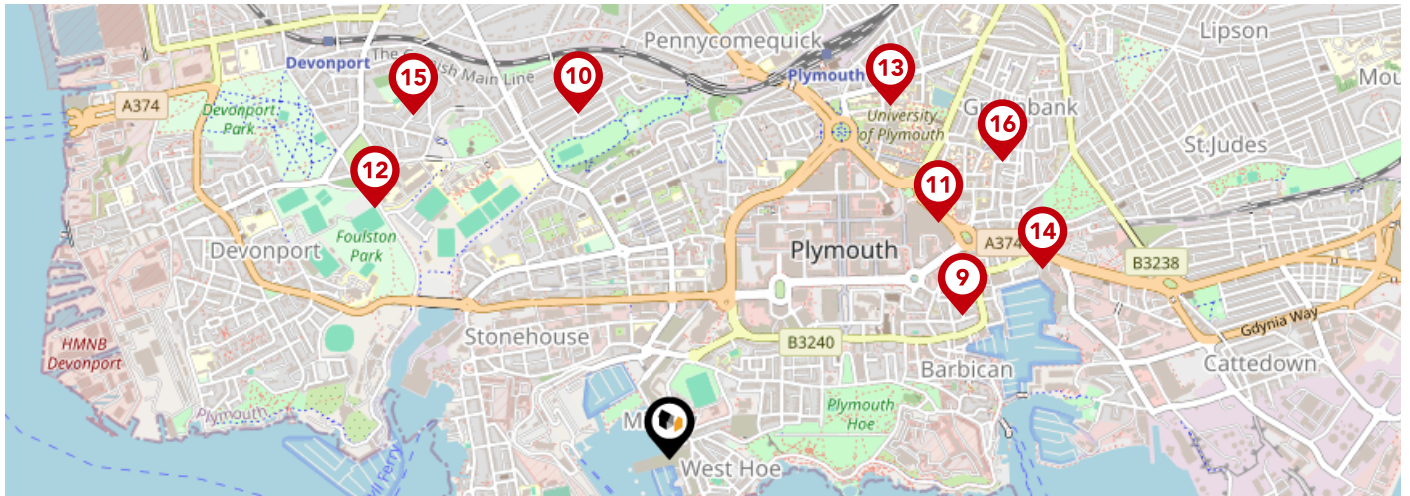 Lipson
Pennycomequick
The
ish Main Line
Devonport
Plymouth
Mou
15
10
13
A374
Devonport
Park
University
of Plymouth
16
St.Judes
12
11
Foulston
Park
Devonport
Plymouth
A374
14
B3238
9
Gdynia Way
HMNB
Devonport
Stonehouse
B3240
Barbican
Cattedown
Plymouth
Plymouth
Hoe
West Hoe